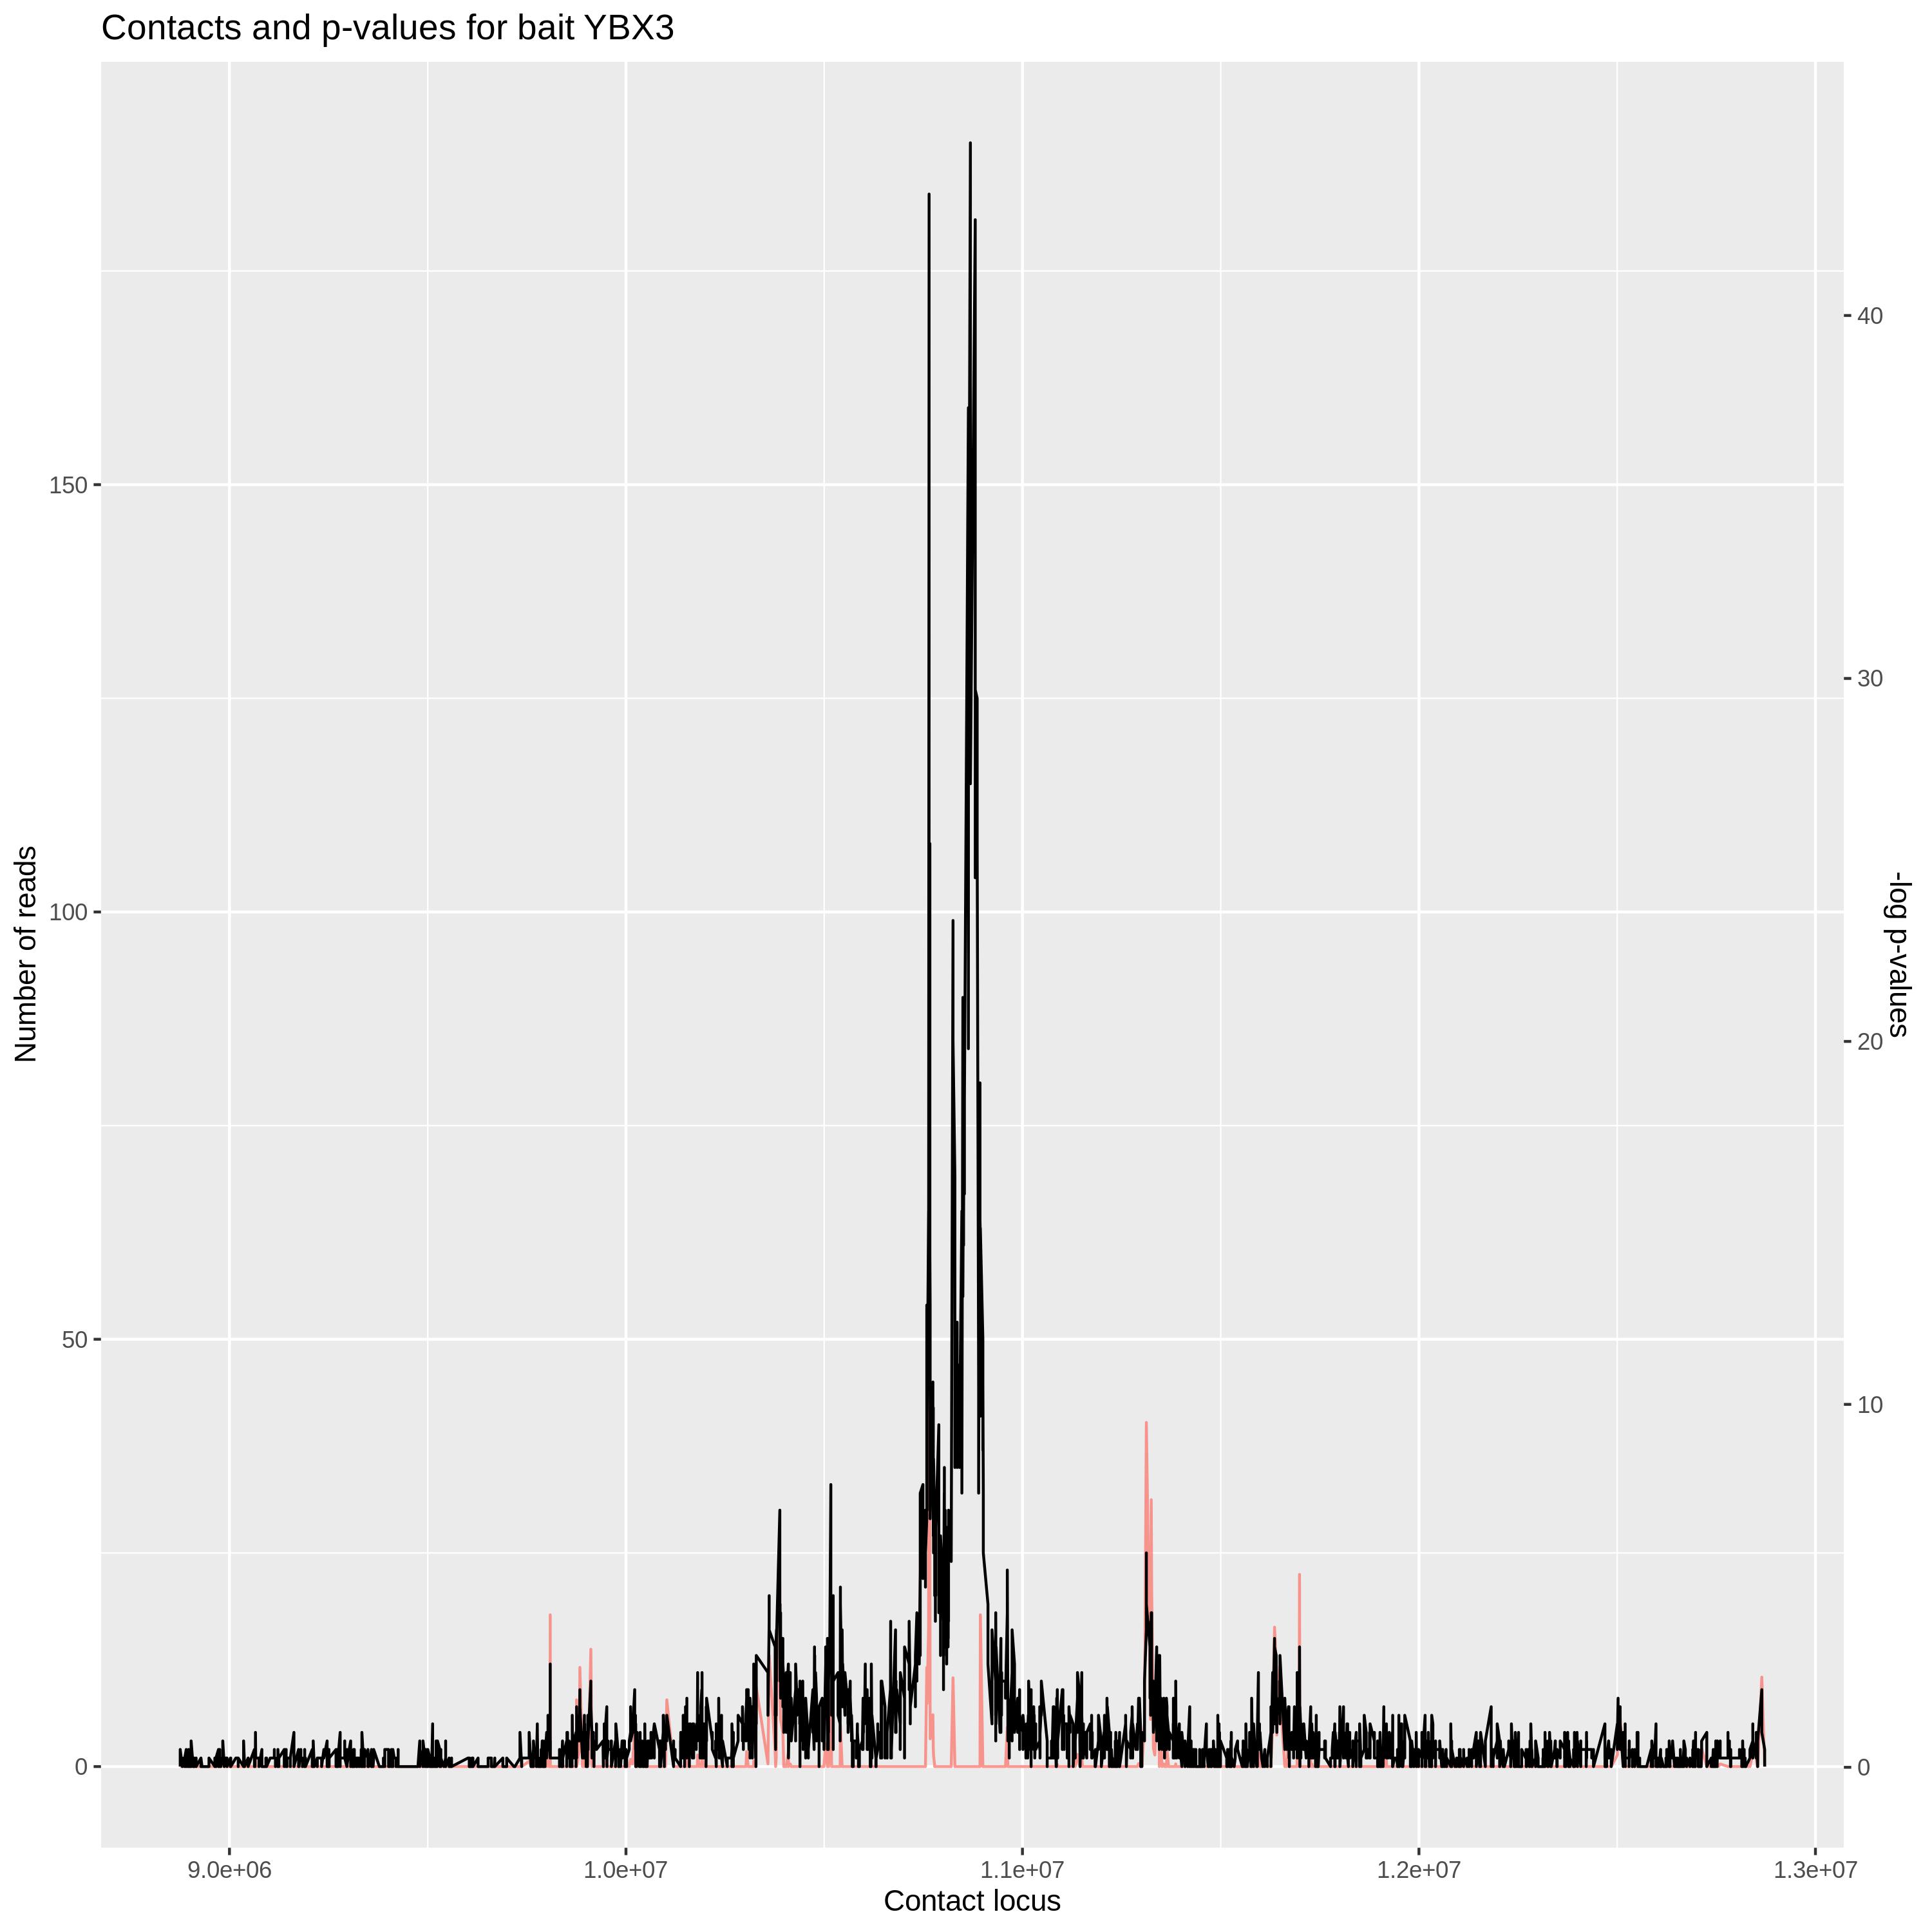 Contacts and p-values for bait YBX3
Number of reads
150
100
50
0
40
30
20
10
0
-log p-values
9.0e+06
1.0e+07
1.1e+07
1.2e+07
1.3e+07
Contact locus